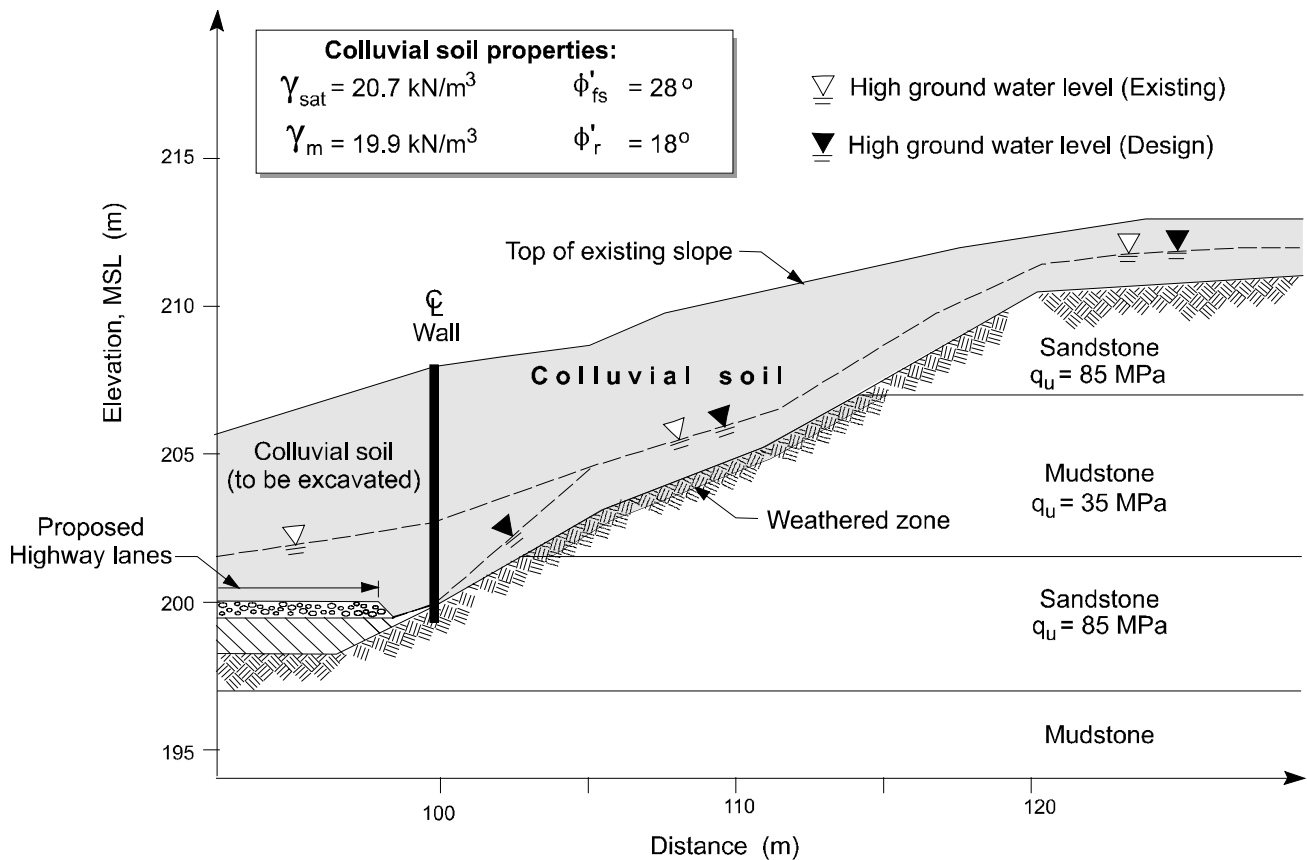 Colluvial soil properties:
γsat = 20.7 kN/m³ ϕ'fs = 28°
γm = 19.9 kN/m³ ϕ'r = 18°
High ground water level (Existing)
High ground water level (Design)
Elevation, MSL (m)
215
210
205
200
195
Top of existing slope
℄
Wall
Colluvial soil
Colluvial soil
(to be excavated)
Proposed
Highway lanes
Weathered zone
Sandstone
qu = 85 MPa
Mudstone
qu = 35 MPa
Sandstone
qu = 85 MPa
Mudstone
100
110
120
Distance (m)